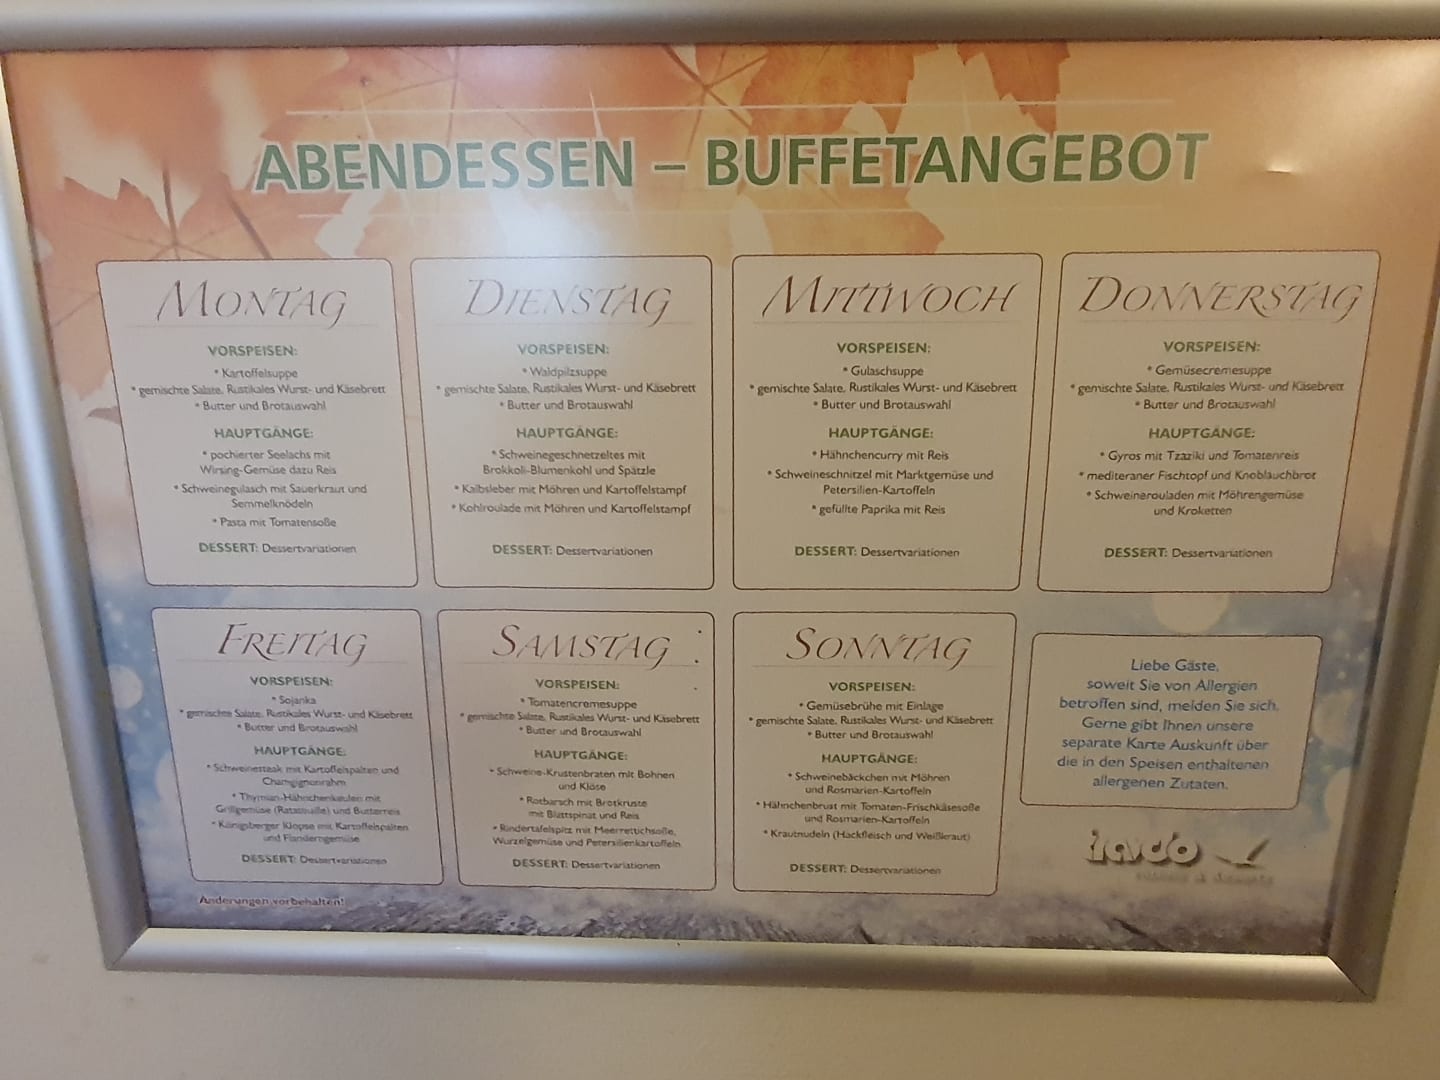 ABENDESSEN – BUFFETANGEBOT
MONTAG
VORSPEISEN:
* Kartoffelsuppe
* gemischte Salate, Rustikales Wurst- und Käsebrett
* Butter und Brotauswahl
HAUPTGÄNGE:
* pochierter Seelachs mit
Wirsing-Gemüse dazu Reis
* Schweinegulasch mit Sauerkraut und
Semmelknödeln
* Pasta mit Tomatensoße
DESSERT: Dessertvariationen
DIENSTAG
VORSPEISEN:
* Waldpilzsuppe
* gemischte Salate, Rustikales Wurst- und Käsebrett
* Butter und Brotauswahl
HAUPTGÄNGE:
* Schweinegeschnetzeltes mit
Brokkoli-Blumenkohl und Spätzle
* Kalbsleber mit Möhren und Kartoffelstampf
* Kohlroulade mit Möhren und Kartoffelstampf
DESSERT: Dessertvariationen
MITTWOCH
VORSPEISEN:
* Gulaschsuppe
* gemischte Salate, Rustikales Wurst- und Käsebrett
* Butter und Brotauswahl
HAUPTGÄNGE:
* Hähnchencurry mit Reis
* Schweineschnitzel mit Marktgemüse und
Petersilien-Kartoffeln
* gefüllte Paprika mit Reis
DESSERT: Dessertvariationen
DONNERSTAG
VORSPEISEN:
* Gemüsecremesuppe
* gemischte Salate, Rustikales Wurst- und Käsebrett
* Butter und Brotauswahl
HAUPTGÄNGE:
* Gyros mit Tzaziki und Tomatenreis
* mediteraner Fischtopf und Knoblauchbrot
* Schweinerouladen mit Möhrengemüse
und Kroketten
DESSERT: Dessertvariationen
FREITAG
VORSPEISEN:
* Soljanka
* gemischte Salate, Rustikales Wurst- und Käsebrett
* Butter und Brotauswahl
HAUPTGÄNGE:
* Schweinesteak mit Kartoffelspalten und
Champignonrahm
* Thymian-Hähnchenkeulen mit
Grillgemüse (Ratatouille) und Butterreis
* Königsberger Klopse mit Kartoffelspalten
und Flanderngemüse
DESSERT: Dessertvariationen
SAMSTAG
VORSPEISEN:
* Tomatencremesuppe
* gemischte Salate, Rustikales Wurst- und Käsebrett
* Butter und Brotauswahl
HAUPTGÄNGE:
* Schweine-Krustenbraten mit Bohnen
und Klöse
* Rotbarsch mit Brotkruste
mit Blattspinat und Reis
* Rindertafelspitz mit Meerrettichsoße,
Wurzelgemüse und Petersilienkartoffeln
DESSERT: Dessertvariationen
SONNTAG
VORSPEISEN:
* Gemüsebrühe mit Einlage
* gemischte Salate, Rustikales Wurst- und Käsebrett
* Butter und Brotauswahl
HAUPTGÄNGE:
* Schweinebäckchen mit Möhren
und Rosmarien-Kartoffeln
* Hähnchenbrust mit Tomaten-Frischkäsesoße
und Rosmarien-Kartoffeln
* Krautnudeln (Hackfleisch und Weißkraut)
DESSERT: Dessertvariationen
Liebe Gäste,
soweit Sie von Allergien
betroffen sind, melden Sie sich.
Gerne gibt Ihnen unsere
separate Karte Auskunft über
die in den Speisen enthaltenen
allergenen Zutaten.
Änderungen vorbehalten!